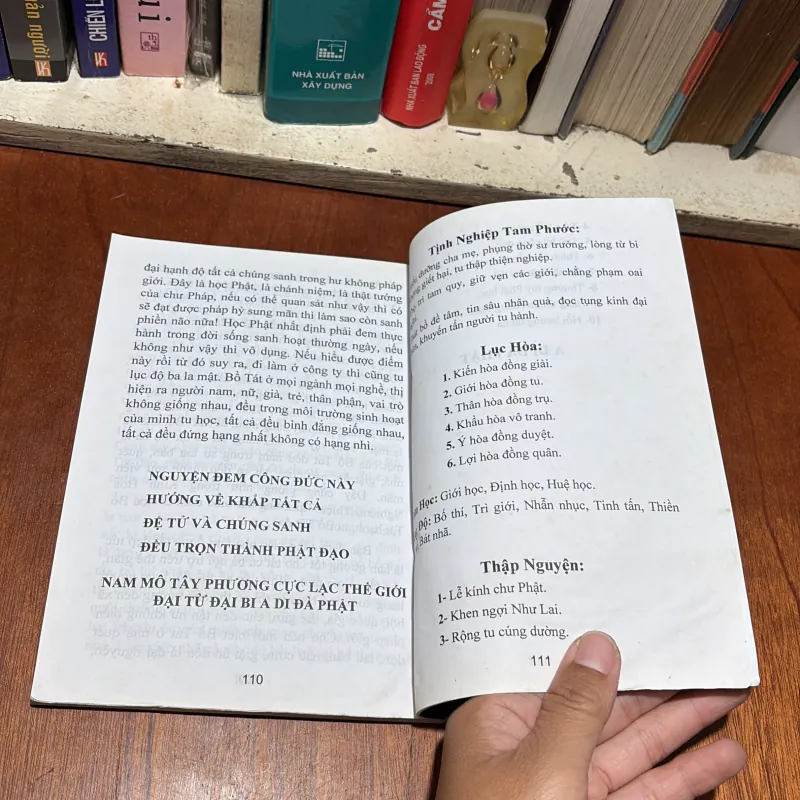 ản người
CHIẾN L
NHÀ XUẤT BẢN
XÂY DỰNG
NHÀ XUẤT BẢN LAO ĐỘNG
CẨM
đại hạnh độ tất cả chúng sanh trong hư không pháp
giới. Đây là học Phật, là chánh niệm, là thật tướng
của chư Pháp, nếu có thể quan sát như vậy thì có
sẽ đạt được pháp hỷ sung mãn thì làm sao còn sanh
phiền não nữa! Học Phật nhất định phải đem thực
hành trong đời sống sanh hoạt thường ngày, nếu
không như vậy thì vô dụng. Nếu hiểu được điểm
này rồi từ đó suy ra, đi làm ở công ty thì cũng tu
lục độ ba la mật. Bồ Tát ở mọi ngành mọi nghề, thị
hiện ra người nam, nữ, già, trẻ, thân phận, vai trò
không giống nhau, đều trong môi trường sinh hoạt
của mình tu học, tất cả đều bình đẳng giống nhau,
tất cả đều đứng hạng nhất không có hạng nhì.
NGUYỆN ĐEM CÔNG ĐỨC NÀY
HƯỚNG VỀ KHẮP TẤT CẢ
ĐỆ TỬ VÀ CHÚNG SANH
ĐỀU TRỌN THÀNH PHẬT ĐẠO
NAM MÔ TÂY PHƯƠNG CỰC LẠC THẾ GIỚI
ĐẠI TỪ ĐẠI BI A DI ĐÀ PHẬT
110
Tịnh Nghiệp Tam Phước:
dưỡng cha mẹ, phụng thờ sư trưởng, lòng từ bi
giết hại, tu thập thiện nghiệp.
trì tam quy, giữ vẹn các giới, chẳng phạm oai
bồ đề tâm, tin sâu nhân quả, đọc tụng kinh đại
khuyến tấn người tu hành.
Lục Hòa:
1. Kiến hòa đồng giải.
2. Giới hòa đồng tu.
3. Thân hòa đồng trụ.
4. Khẩu hòa vô tranh.
5. Ý hòa đồng duyệt.
6. Lợi hòa đồng quân.
Học: Giới học, Định học, Huệ học.
Độ: Bố thí, Trì giới, Nhẫn nhục, Tinh tấn, Thiền
Bát nhã.
Thập Nguyện:
1- Lễ kính chư Phật.
2- Khen ngợi Như Lai.
3- Rộng tu cúng dường.
111